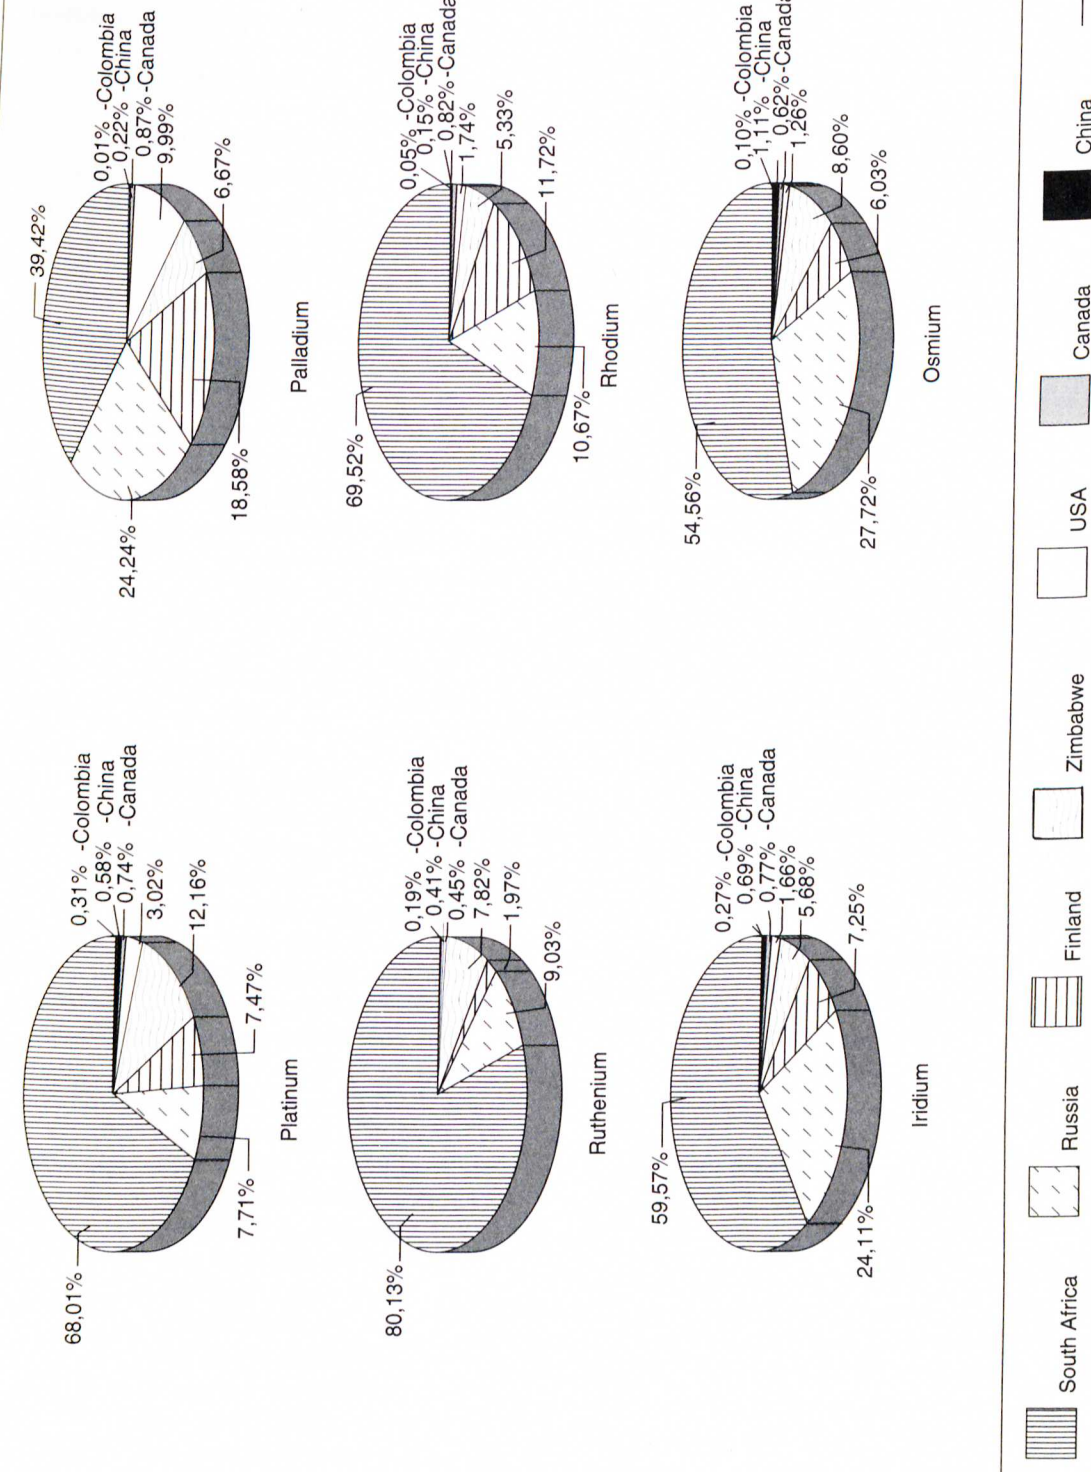 0,31% -Colombia
0,58% -China
0,74% -Canada
3,02%
12,16%
7,47%
7,71%
68,01%
Platinum
0,01% -Colombia
0,22% -China
0,87% -Canada
9,99%
6,67%
18,58%
24,24%
39,42%
Palladium
0,19% -Colombia
0,41% -China
0,45% -Canada
7,82%
1,97%
9,03%
80,13%
Ruthenium
0,05% -Colombia
0,15% -China
0,82% -Canada
1,74%
5,33%
11,72%
10,67%
69,52%
Rhodium
0,27% -Colombia
0,69% -China
0,77% -Canada
1,66%
5,68%
7,25%
24,11%
59,57%
Iridium
0,10% -Colombia
1,11% -China
0,62% -Canada
1,26%
8,60%
6,03%
27,72%
54,56%
Osmium
South Africa Russia Finland Zimbabwe USA Canada China